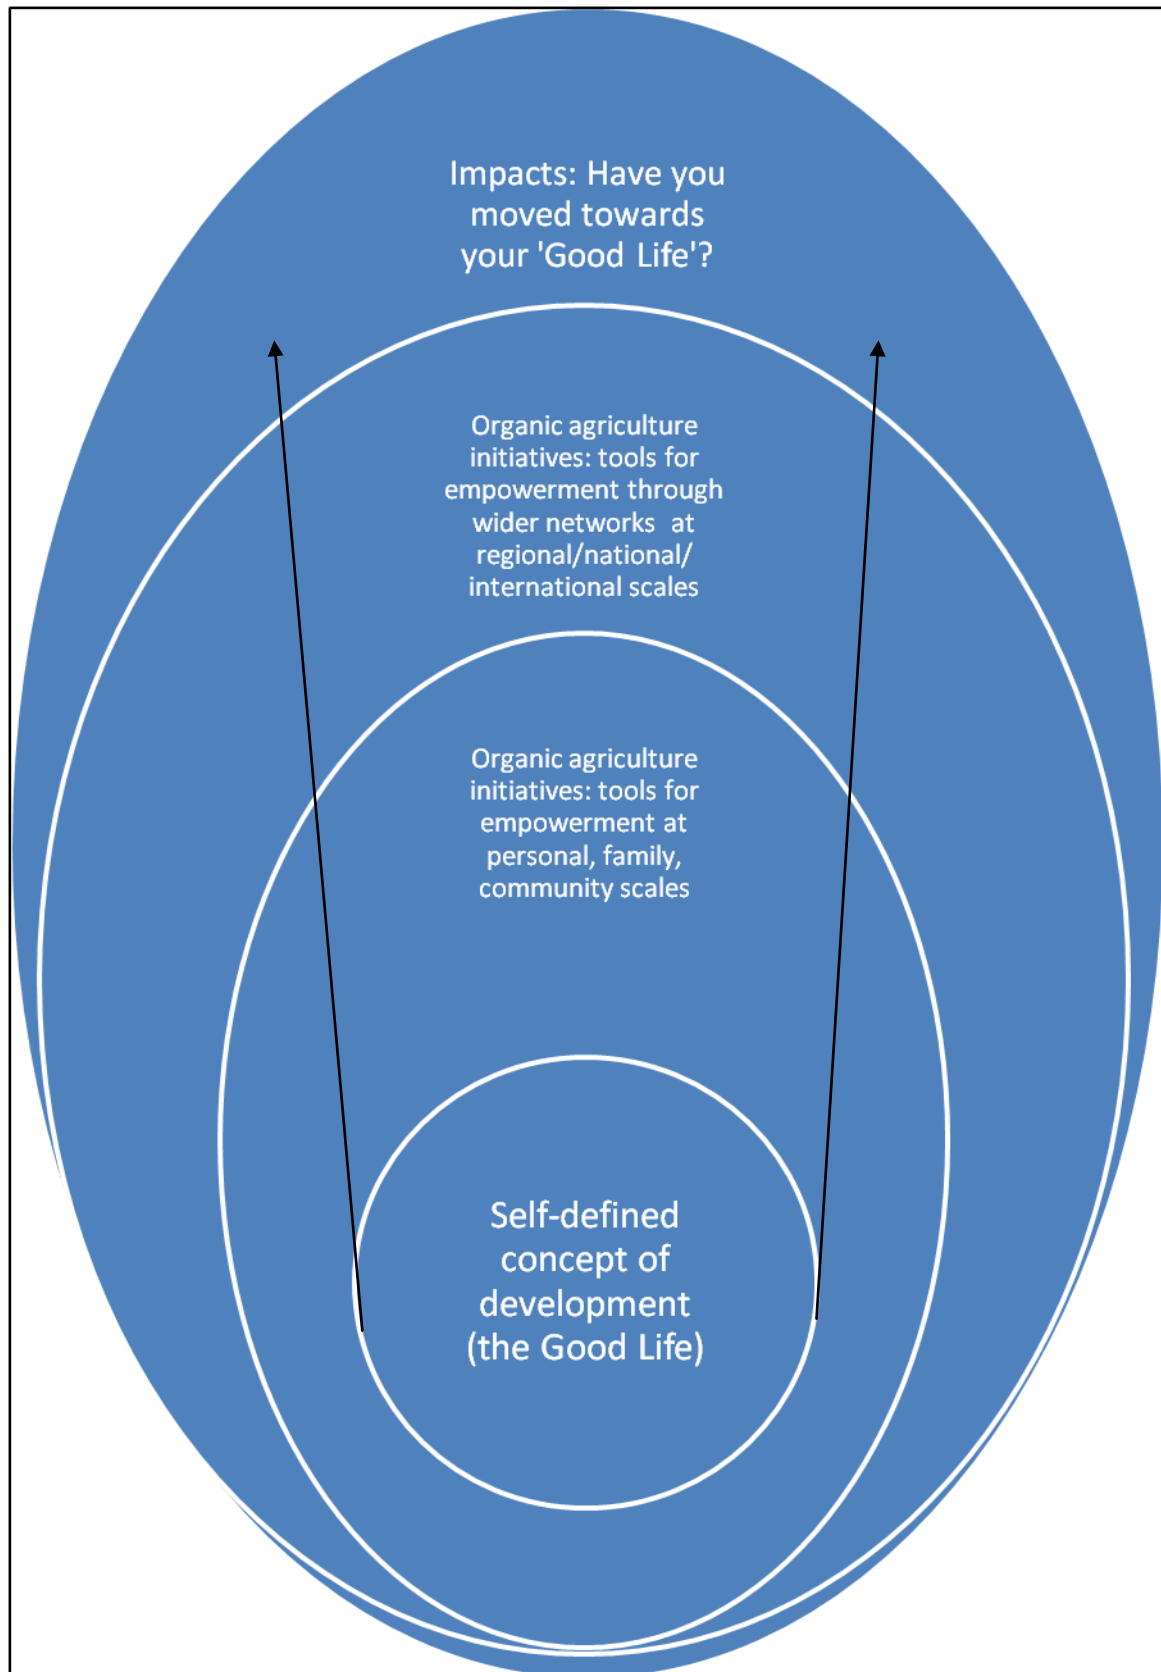 Impacts: Have you
moved towards
your 'Good Life'?
Organic agriculture
initiatives: tools for
empowerment through
wider networks at
regional/national/
international scales
Organic agriculture
initiatives: tools for
empowerment at
personal, family,
community scales
Self-defined
concept of
development
(the Good Life)